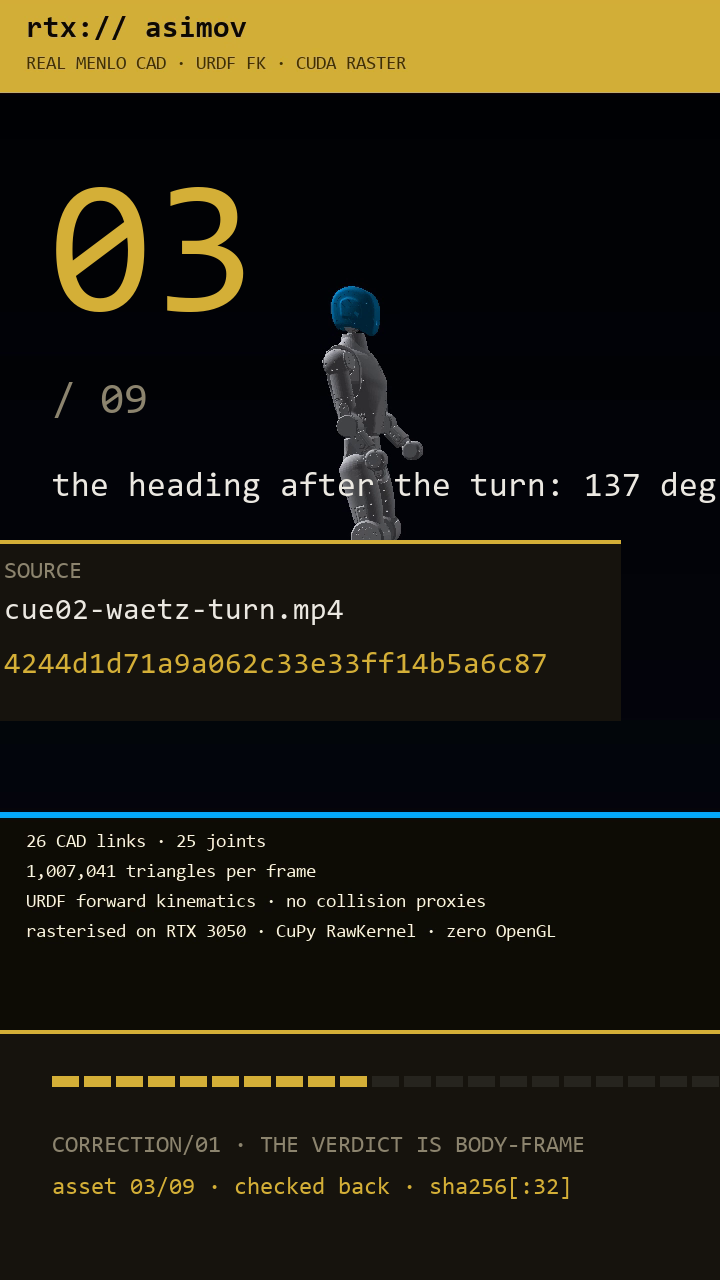 rtx:// asimov
REAL MENLO CAD · URDF FK · CUDA RASTER
03
/ 09
the heading after the turn: 137 deg
SOURCE
cue02-waetz-turn.mp4
4244d1d71a9a062c33e33ff14b5a6c87
26 CAD links · 25 joints
1,007,041 triangles per frame
URDF forward kinematics · no collision proxies
rasterised on RTX 3050 · CuPy RawKernel · zero OpenGL
CORRECTION/01 · THE VERDICT IS BODY-FRAME
asset 03/09 · checked back · sha256[:32]